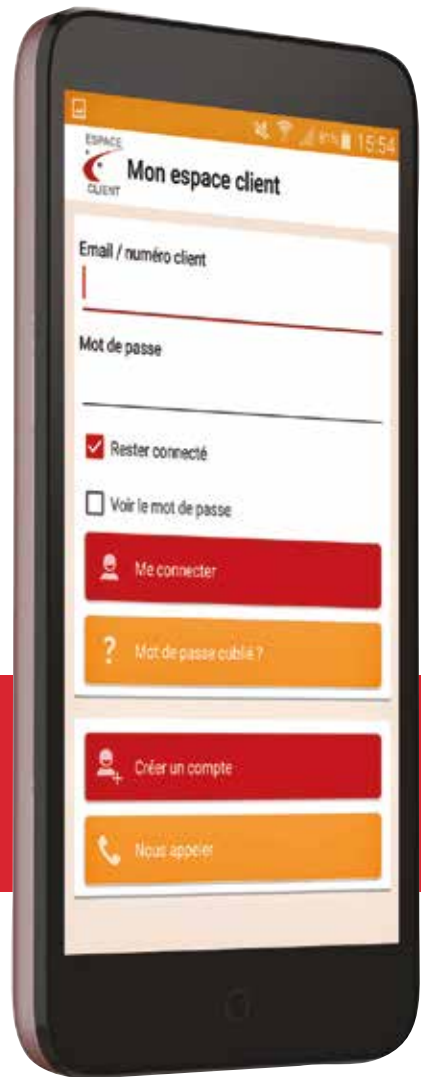 81% 15:54
ESPACE
CLIENT
Mon espace client
Email / numéro client
Mot de passe
Rester connecté
Voir le mot de passe
Me connecter
? Mot de passe oublié ?
Créer un compte
Nous appeler